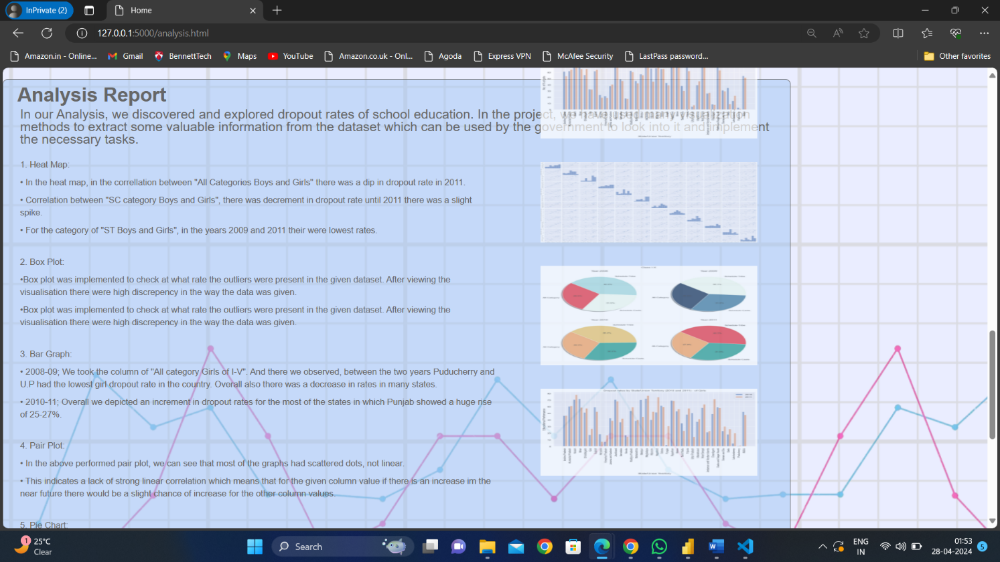 InPrivate (2)
Home
127.0.0.1:5000/analysis.html
Amazon.in - Online...
Gmail
BennettTech
Maps
YouTube
Amazon.co.uk - Onl...
Agoda
Express VPN
McAfee Security
LastPass password...
Other favorites
Analysis Report
In our Analysis, we discovered and explored dropout rates of school education. In the project, we have used many visualization
methods to extract some valuable information from the dataset which can be used by the government to look into it and implement
the necessary tasks.
1. Heat Map:
• In the heat map, in the correllation between "All Categories Boys and Girls" there was a dip in dropout rate in 2011.
• Correlation between "SC category Boys and Girls", there was decrement in dropout rate until 2011 there was a slight
spike.
• For the category of "ST Boys and Girls", in the years 2009 and 2011 their were lowest rates.
2. Box Plot:
•Box plot was implemented to check at what rate the outliers were present in the given dataset. After viewing the
visualisation there were high discrepency in the way the data was given.
•Box plot was implemented to check at what rate the outliers were present in the given dataset. After viewing the
visualisation there were high discrepency in the way the data was given.
3. Bar Graph:
• 2008-09; We took the column of "All category Girls of I-V". And there we observed, between the two years Puducherry and
U.P had the lowest girl dropout rate in the country. Overall also there was a decrease in rates in many states.
• 2010-11; Overall we depicted an increment in dropout rates for the most of the states in which Punjab showed a huge rise
of 25-27%.
4. Pair Plot:
• In the above performed pair plot, we can see that most of the graphs had scattered dots, not linear.
• This indicates a lack of strong linear correlation which means that for the given column value if there is an increase im the
near future there would be a slight chance of increase for the other column values.
5. Pie Chart:
1
25°C
Clear
Search
ENG
IN
01:53
28-04-2024
5